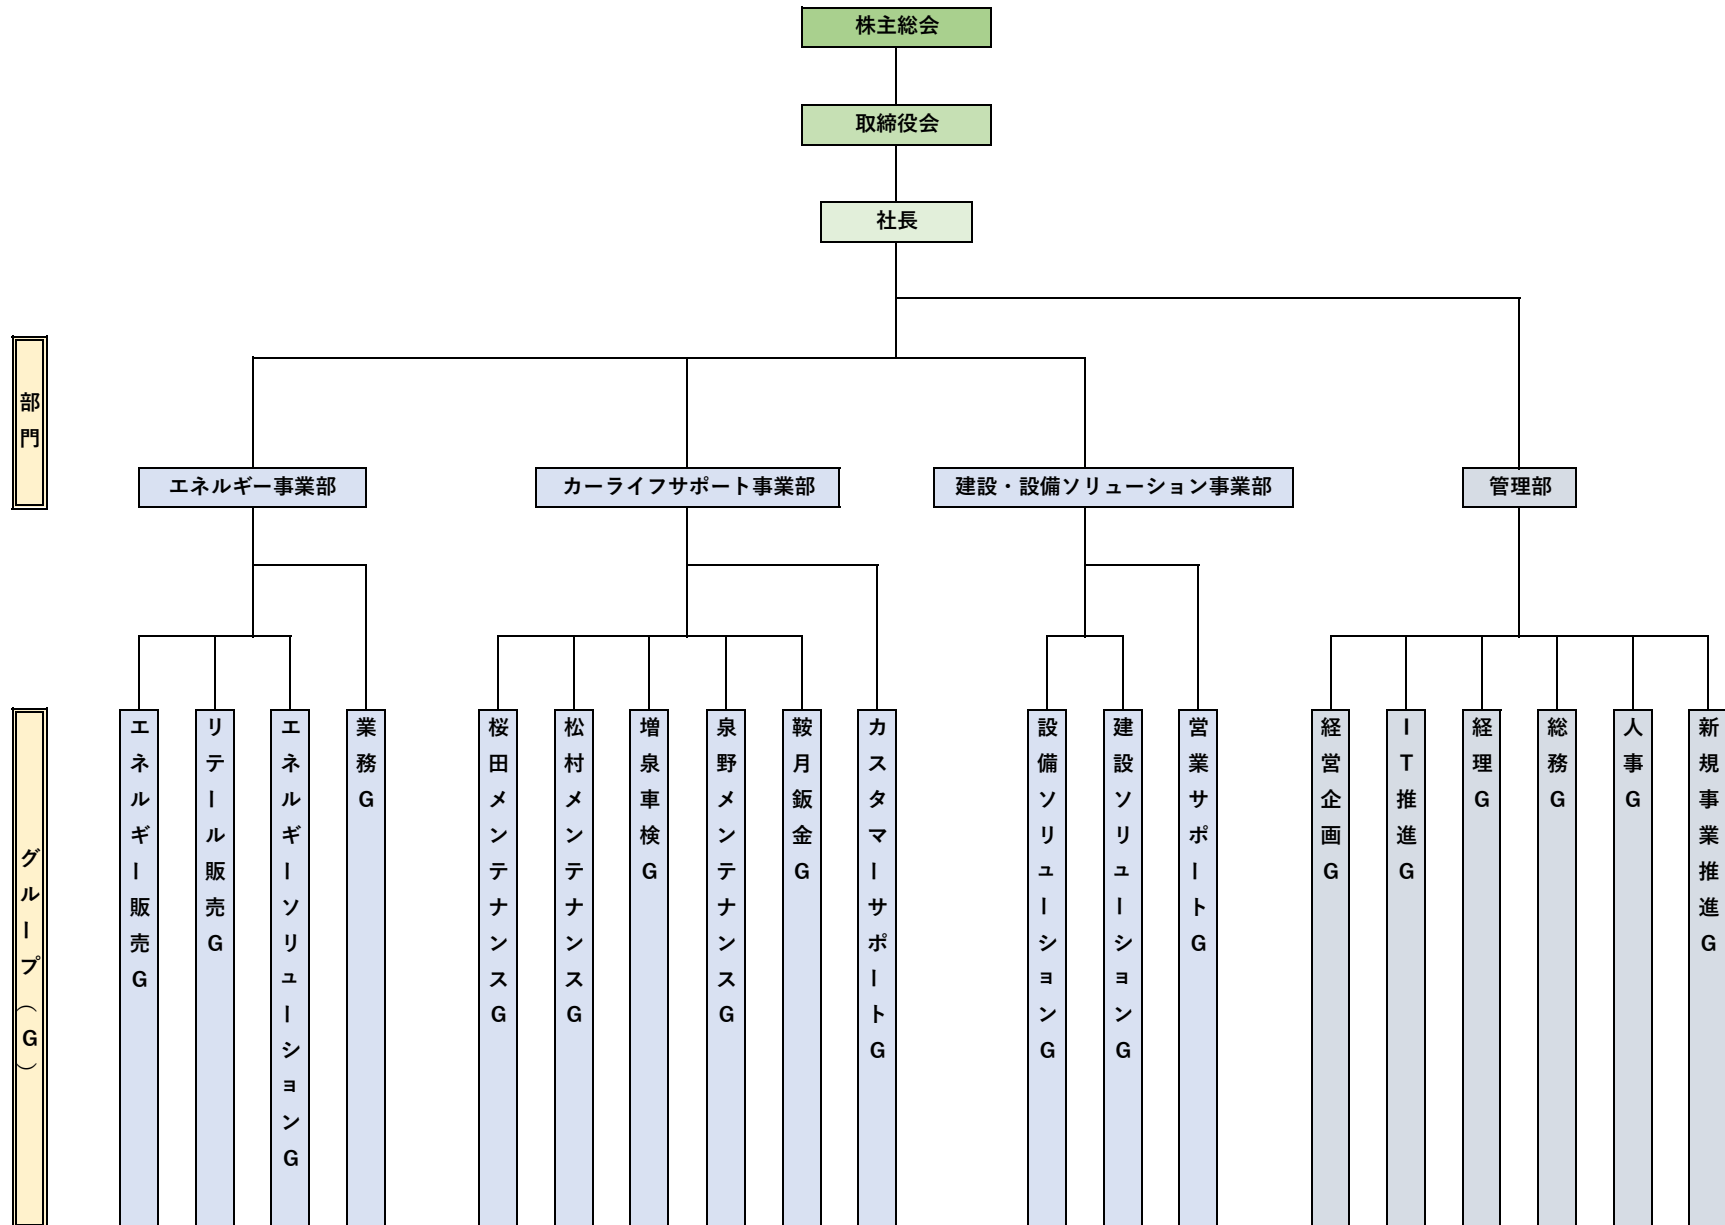 株主総会
取締役会
社長
部門
エネルギー事業部
カーライフサポート事業部
建設・設備ソリューション事業部
管理部
グループ（G）
エネルギー販売G
リテール販売G
エネルギーソリューションG
業務G
桜田メンテナンスG
松村メンテナンスG
増泉車検G
泉野メンテナンスG
鞍月鈑金G
カスタマーサポートG
設備ソリューションG
建設ソリューションG
営業サポートG
経営企画G
IT推進G
経理G
総務G
人事G
新規事業推進G